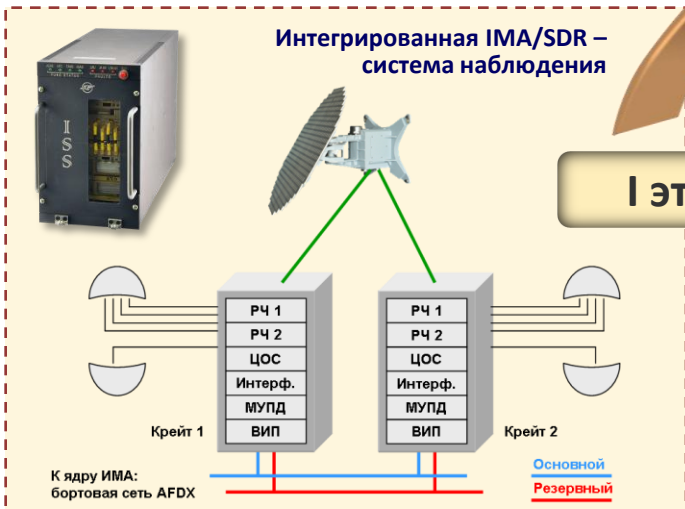 Интегрированная IMA/SDR –
система наблюдения
I S S
I эт
РЧ 1
РЧ 2
ЦОС
Интерф.
МУПД
ВИП
Крейт 1
РЧ 1
РЧ 2
ЦОС
Интерф.
МУПД
ВИП
Крейт 2
К ядру ИМА:
бортовая сеть AFDX
Основной
Резервный